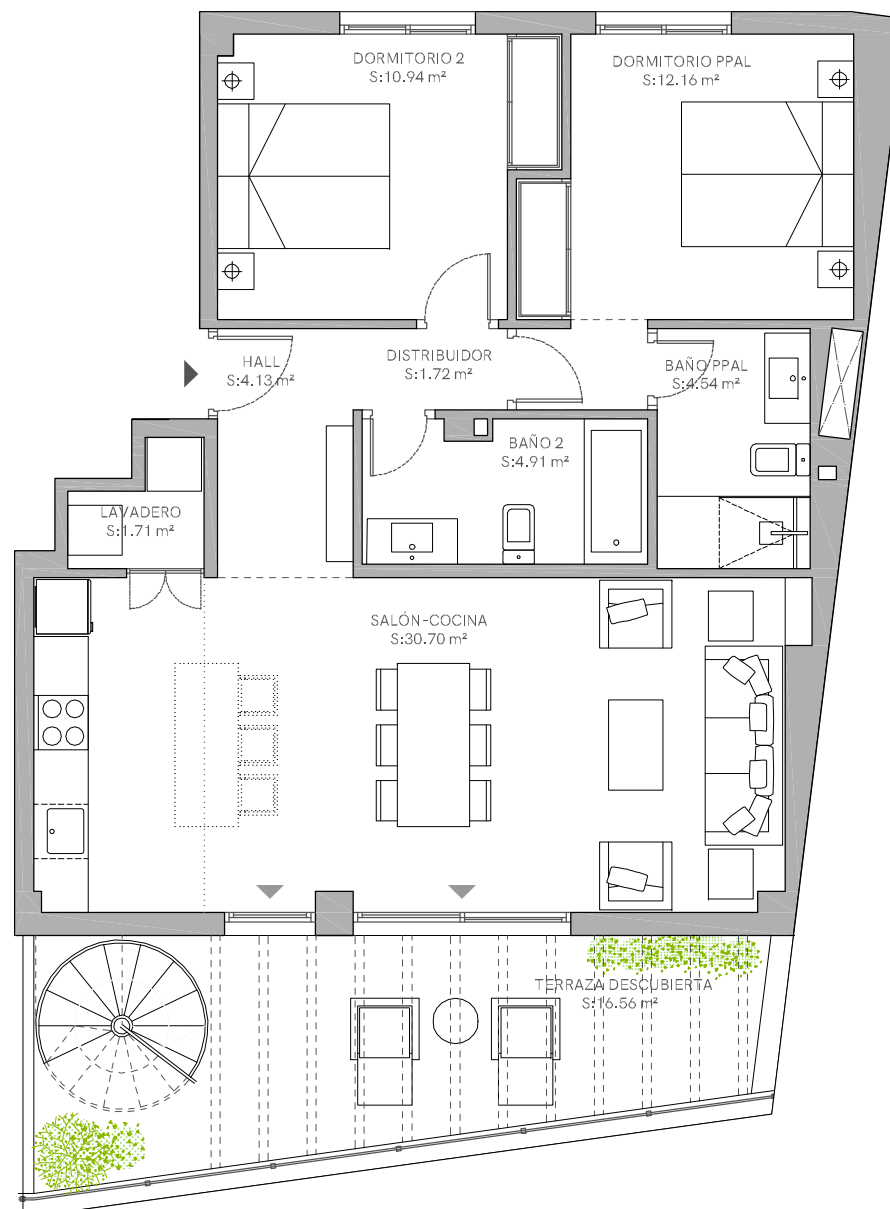 DORMITORIO 2
S:10.94 m²
DORMITORIO PPAL
S:12.16 m²
HALL
S:4.13 m²
DISTRIBUIDOR
S:1.72 m²
BAÑO PPAL
S:4.54 m²
BAÑO 2
S:4.91 m²
LAVADERO
S:1.71 m²
SALÓN-COCINA
S:30.70 m²
TERRAZA DESCUBIERTA
S:16.56 m²